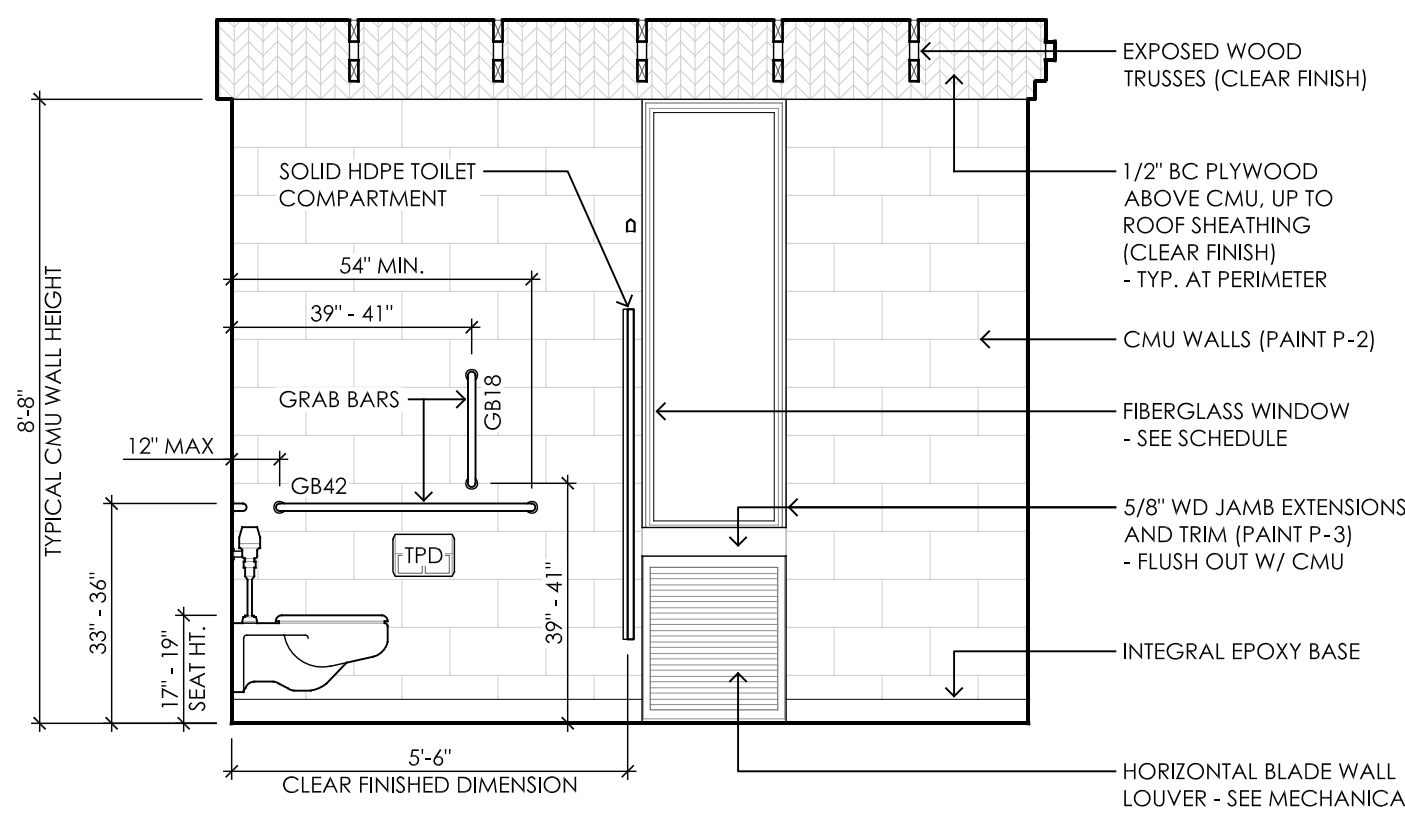 EXPOSED WOOD
TRUSSES (CLEAR FINISH)
1/2" BC PLYWOOD
ABOVE CMU, UP TO
ROOF SHEATHING
(CLEAR FINISH)
- TYP. AT PERIMETER
CMU WALLS (PAINT P-2)
FIBERGLASS WINDOW
- SEE SCHEDULE
5/8" WD JAMB EXTENSIONS
AND TRIM (PAINT P-3)
- FLUSH OUT W/ CMU
INTEGRAL EPOXY BASE
HORIZONTAL BLADE WALL
LOUVER - SEE MECHANICA
SOLID HDPE TOILET
COMPARTMENT
54" MIN.
39" - 41"
GRAB BARS
GB18
12" MAX
GB42
TPD
8'-8"
TYPICAL CMU WALL HEIGHT
33" - 36"
17" - 19"
SEAT HT.
39" - 41"
5'-6"
CLEAR FINISHED DIMENSION